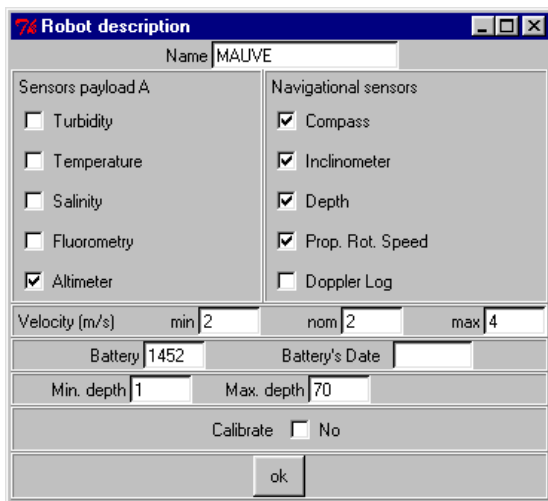 Robot description
Name MAUVE
Sensors payload A
Turbidity
Temperature
Salinity
Fluorometry
Altimeter
Navigational sensors
Compass
Inclinometer
Depth
Prop. Rot. Speed
Doppler Log
Velocity (m/s) min 2 nom 2 max 4
Battery 1452 Battery's Date
Min. depth 1 Max. depth 70
Calibrate No
ok